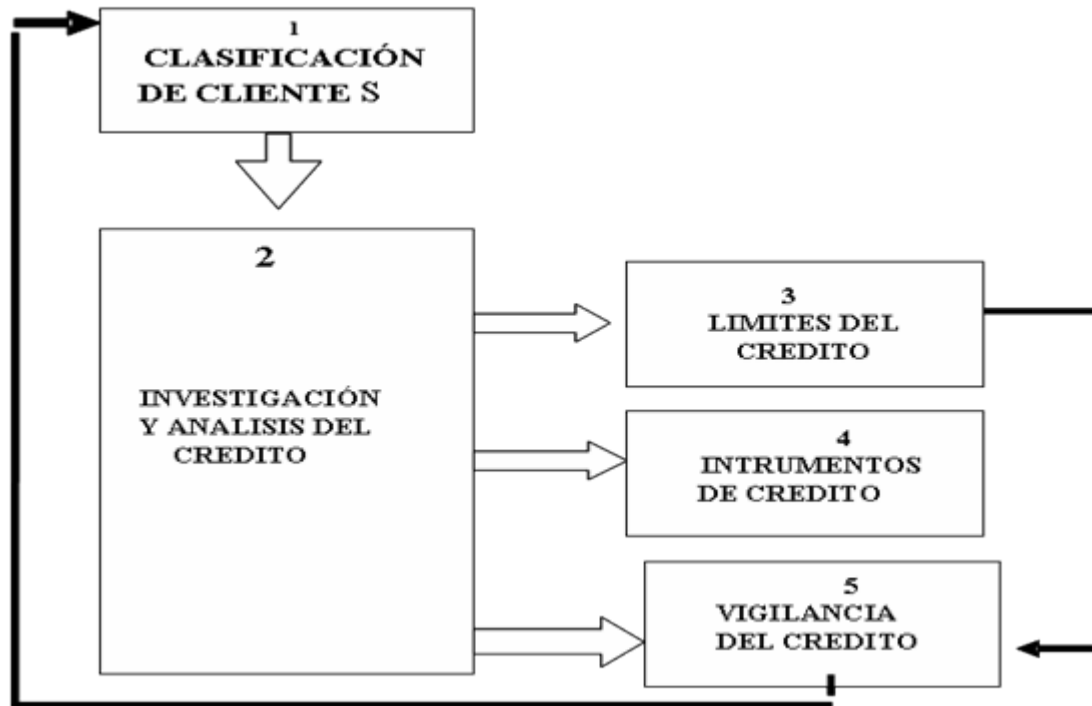 1
CLASIFICACIÓN
DE CLIENTE S
2
INVESTIGACIÓN
Y ANALISIS DEL
CREDITO
3
LIMITES DEL
CREDITO
4
INTRUMENTOS
DE CREDITO
5
VIGILANCIA
DEL CREDITO